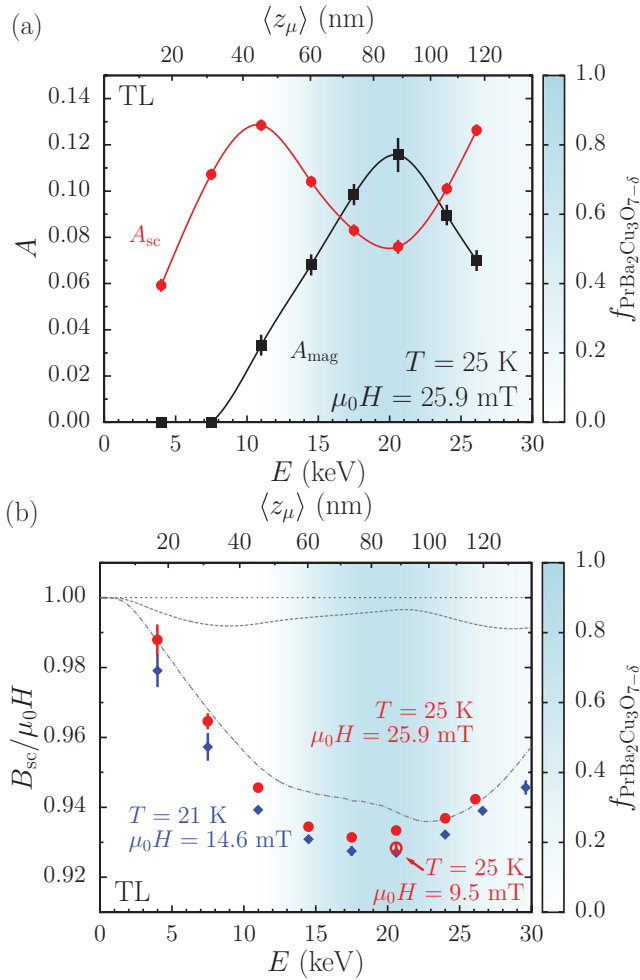 (a)
⟨z_μ⟩ (nm)
0 20 40 60 80 100 120
TL
0.14
0.12
0.10
0.08
0.06
0.04
0.02
0.00
A
A_sc
A_mag
T = 25 K
μ₀H = 25.9 mT
0 5 10 15 20 25 30
E (keV)
1.0
0.8
0.6
0.4
0.2
0.0
f_PrBa₂Cu₃O₇₋δ
(b)
⟨z_μ⟩ (nm)
0 20 40 60 80 100 120
1.00
0.98
0.96
0.94
0.92
B_sc/μ₀H
T = 25 K
μ₀H = 25.9 mT
T = 21 K
μ₀H = 14.6 mT
T = 25 K
μ₀H = 9.5 mT
TL
0 5 10 15 20 25 30
E (keV)
1.0
0.8
0.6
0.4
0.2
0.0
f_PrBa₂Cu₃O₇₋δ